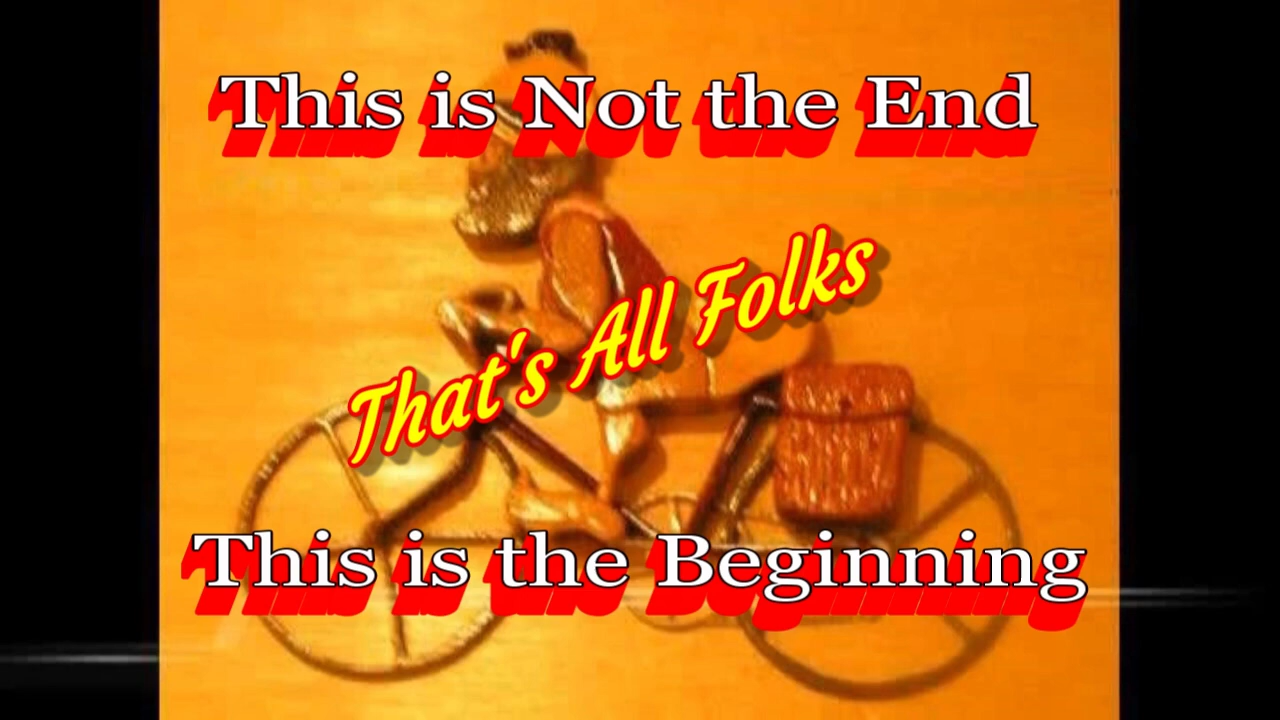 This is Not the End
That's All Folks
This is the Beginning